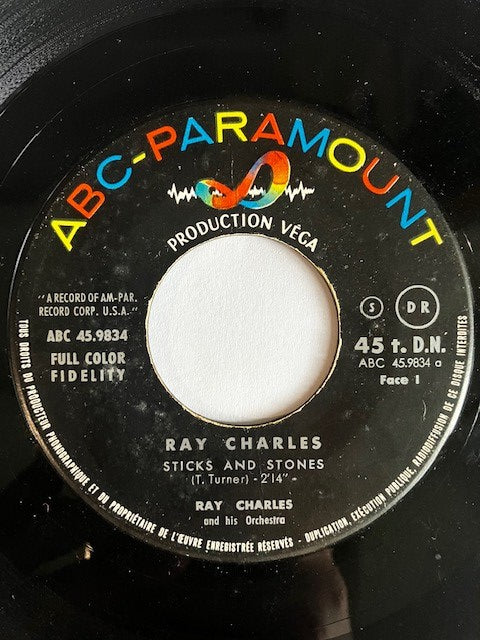 ABC-PARAMOUNT
PRODUCTION VÉGA
"A RECORD OF AM-PAR.
RECORD CORP. U.S.A."
ABC 45.9834
FULL COLOR
FIDELITY
S
DR
45 t. D.N.
ABC 45.9834 a
Face 1
RAY CHARLES
STICKS AND STONES
(T. Turner) - 2'14" -
RAY CHARLES
and his Orchestra
TOUS DROITS DU PRODUCTEUR PHONOGRAPHIQUE ET DU PROPRIÉTAIRE DE L'ŒUVRE ENREGISTRÉE RÉSERVÉS - DUPLICATION, EXÉCUTION PUBLIQUE, RADIODIFFUSION DE CE DISQUE INTERDITES